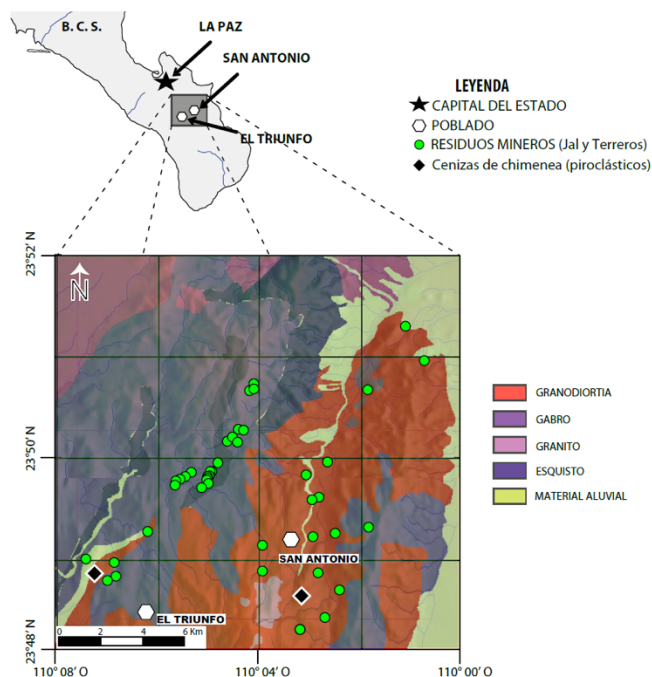 B. C. S.
LA PAZ
SAN ANTONIO
EL TRIUNFO
LEYENDA
CAPITAL DEL ESTADO
POBLADO
RESIDUOS MINEROS (Jal y Terreros)
Cenizas de chimenea (piroclásticos)
23°52' N
23°50' N
23°48' N
N
SAN ANTONIO
EL TRIUNFO
0 2 4 6 Km
110° 08' O
110° 04' O
110° 00' O
GRANODIORTIA
GABRO
GRANITO
ESQUISTO
MATERIAL ALUVIAL